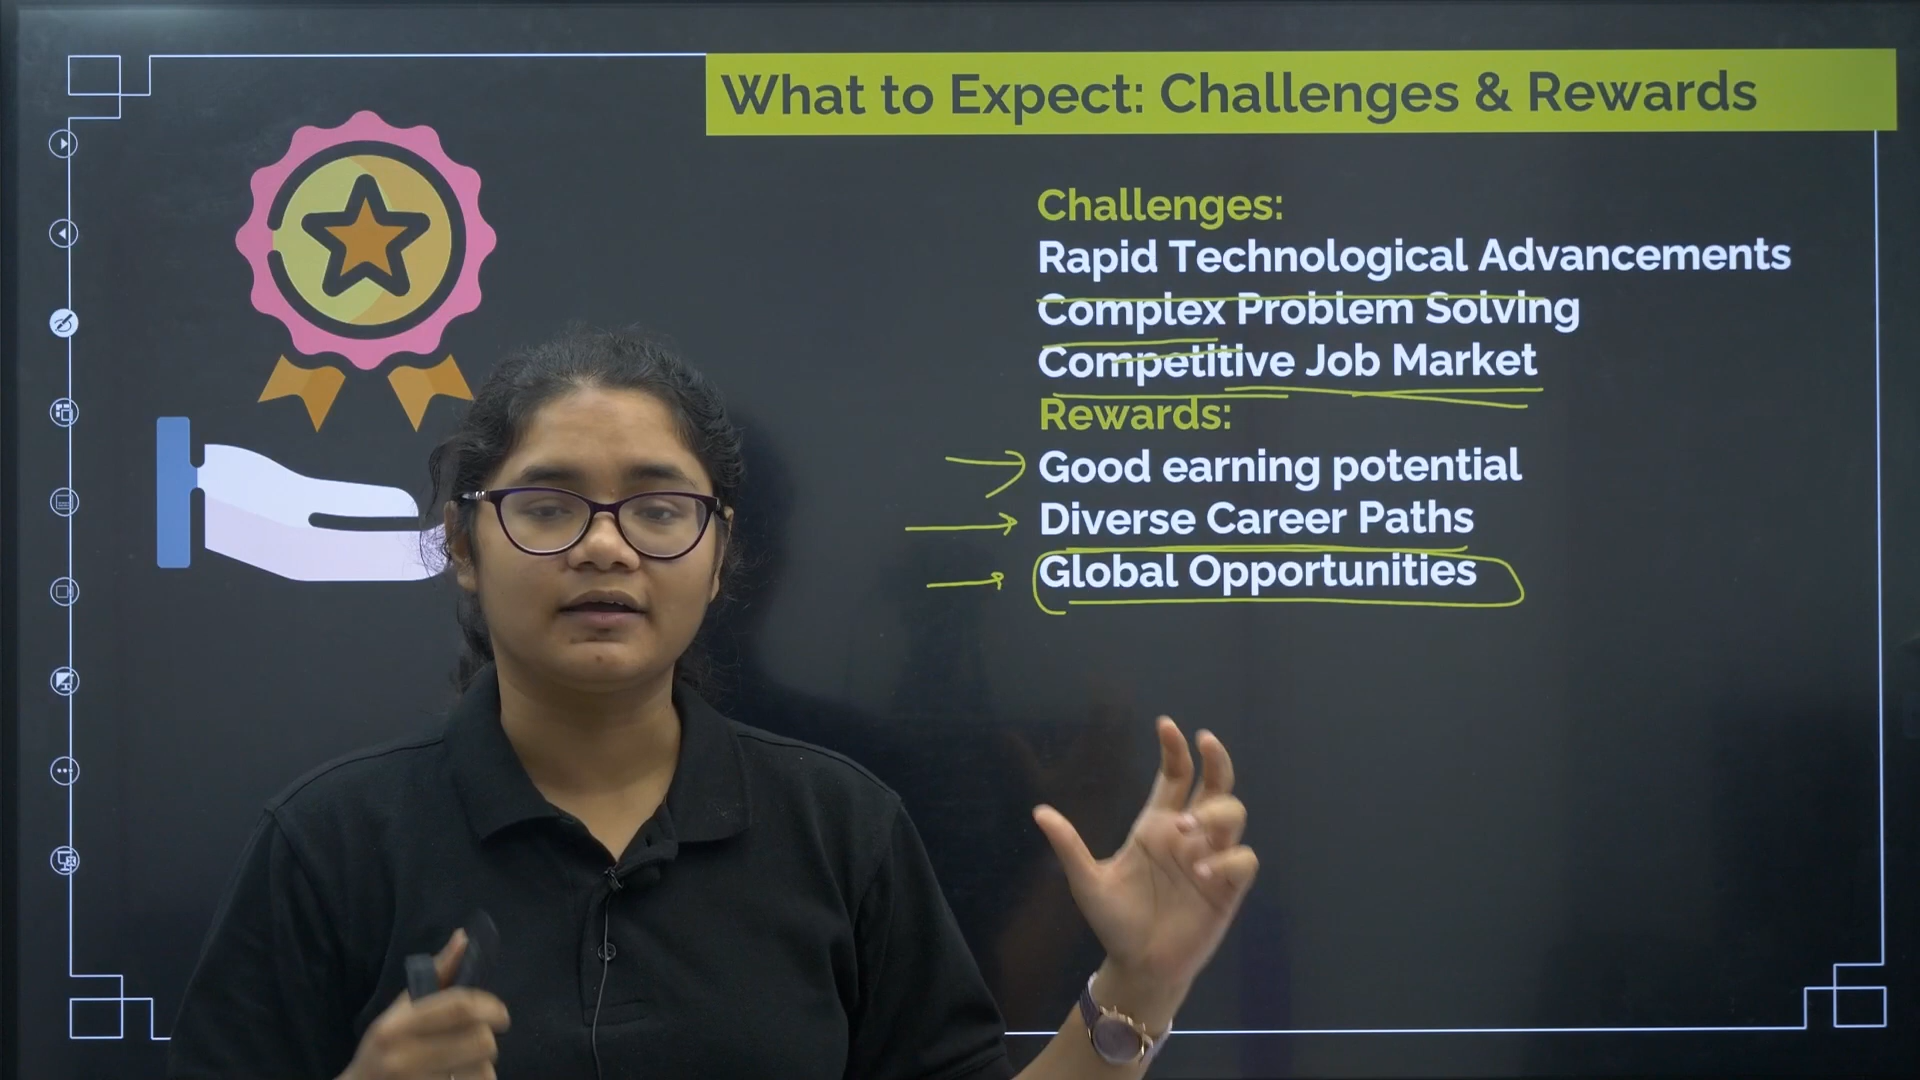 What to Expect: Challenges & Rewards
Challenges:
Rapid Technological Advancements
Complex Problem Solving
Competitive Job Market
Rewards:
Good earning potential
Diverse Career Paths
Global Opportunities